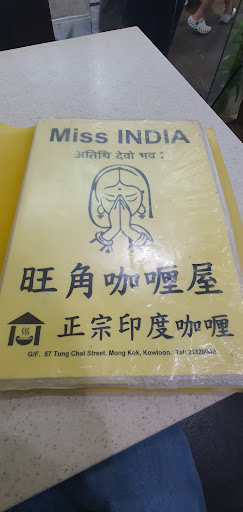 Miss INDIA
अतिथि देवो भव :
旺角咖喱屋
正宗印度咖喱
G/F, 57 Tung Choi Street. Mong Kok, Kowloon. Tel: